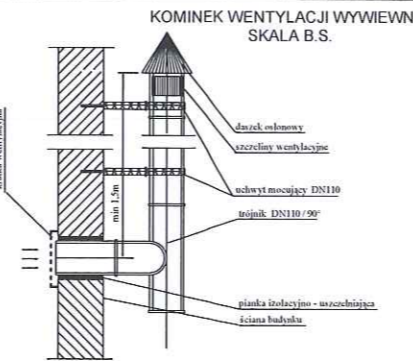 KOMINEK WENTYLACJI WYWIEWN
SKALA B.S.
daszek osłonowy
szczeliny wentylacyjne
uchwyt mocujący DN110
min 1,5m
trójnik DN110 / 90°
pianka izolacyjno - uszczelniająca
ściana budynku